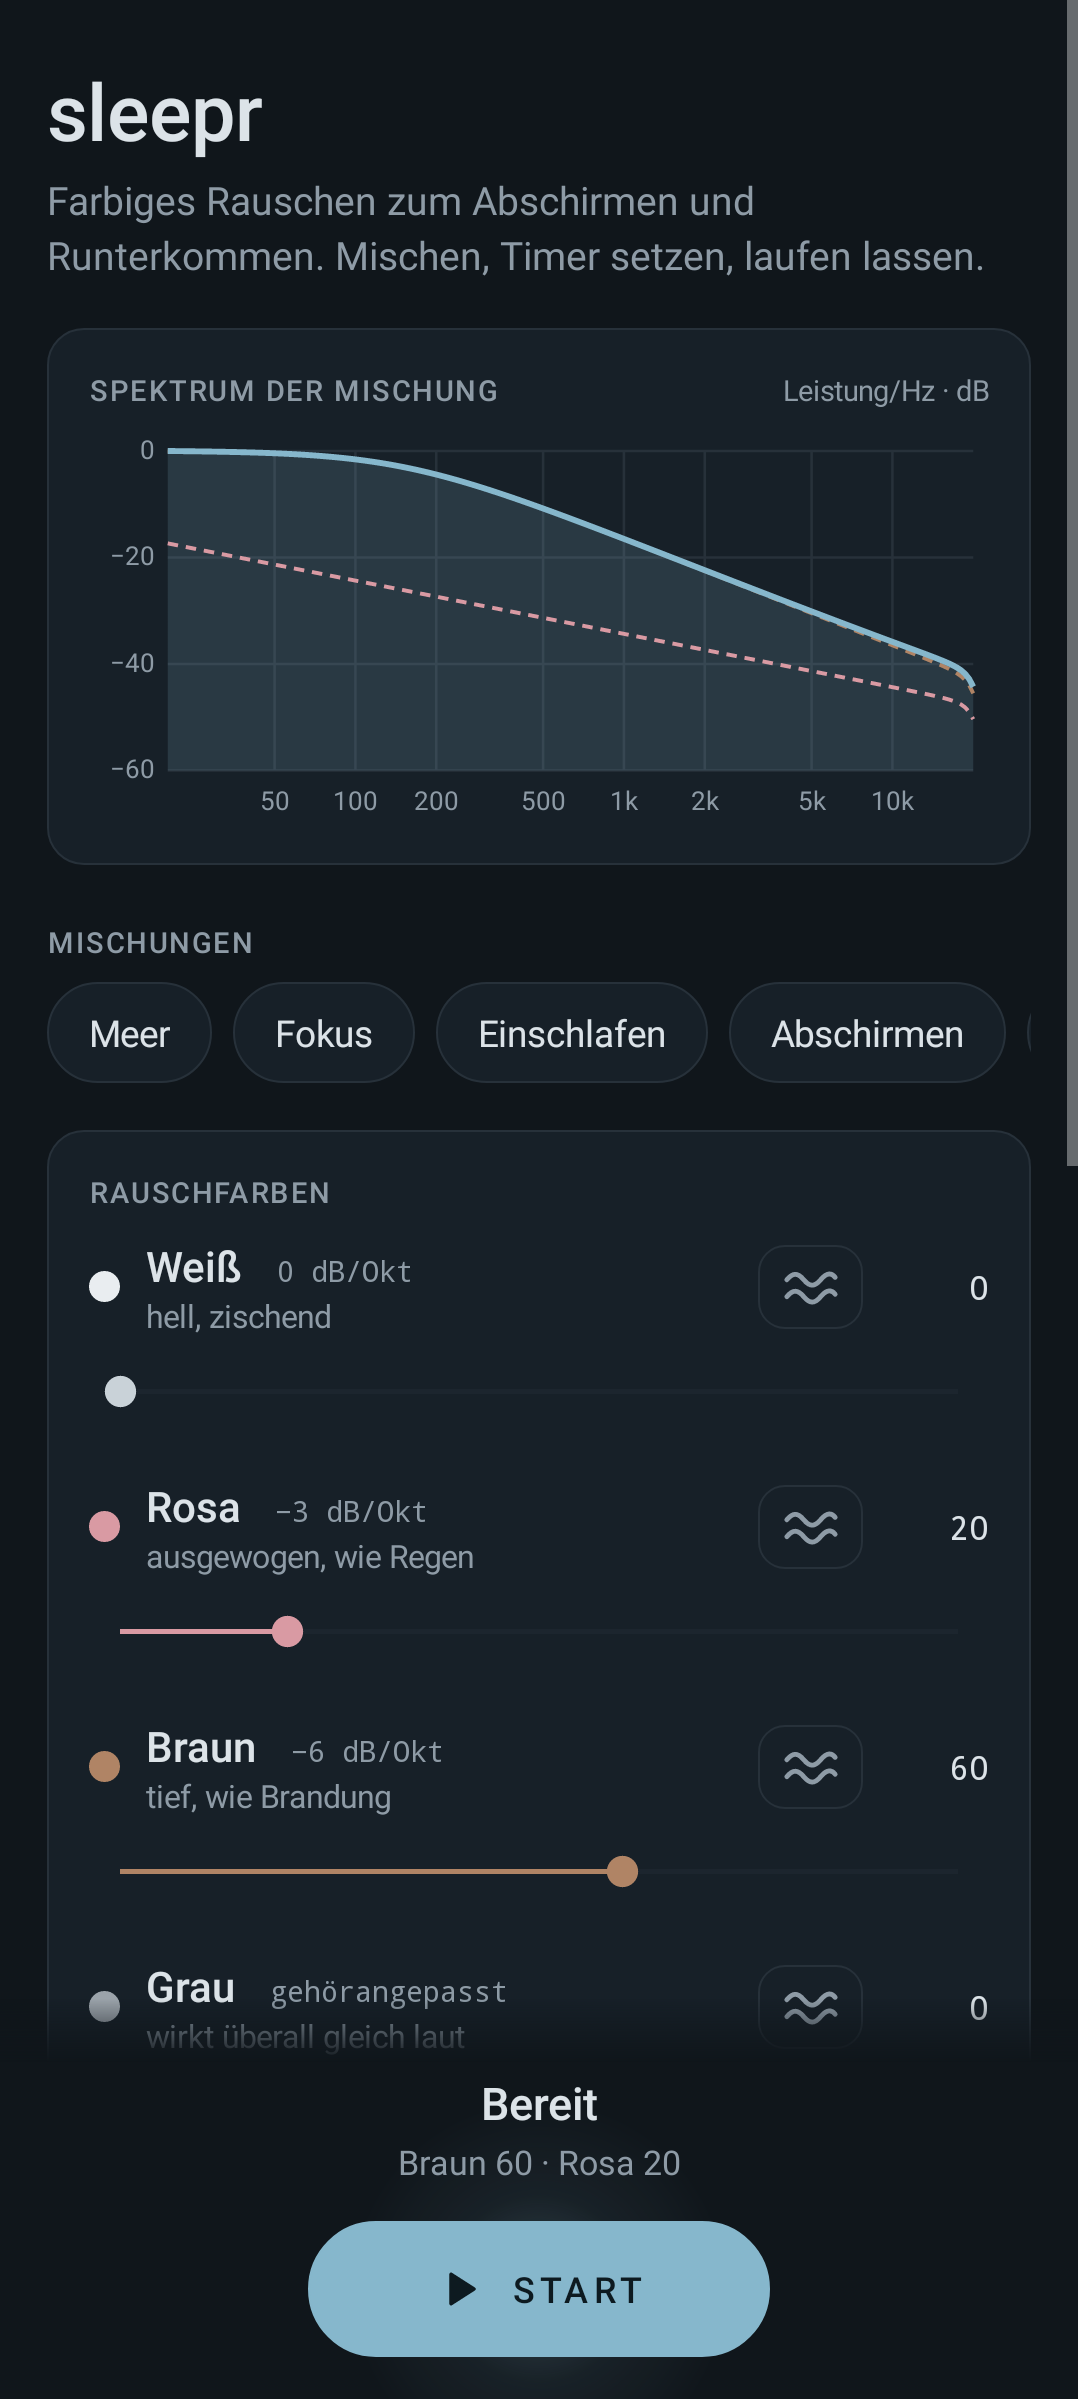 sleepr
Farbiges Rauschen zum Abschirmen und
Runterkommen. Mischen, Timer setzen, laufen lassen.
SPEKTRUM DER MISCHUNG Leistung/Hz · dB
0
−20
−40
−60
50 100 200 500 1k 2k 5k 10k
MISCHUNGEN
Meer Fokus Einschlafen Abschirmen
RAUSCHFARBEN
Weiß 0 dB/Okt 0
hell, zischend
Rosa −3 dB/Okt 20
ausgewogen, wie Regen
Braun −6 dB/Okt 60
tief, wie Brandung
Grau gehörangepasst 0
wirkt überall gleich laut
Bereit
Braun 60 · Rosa 20
START